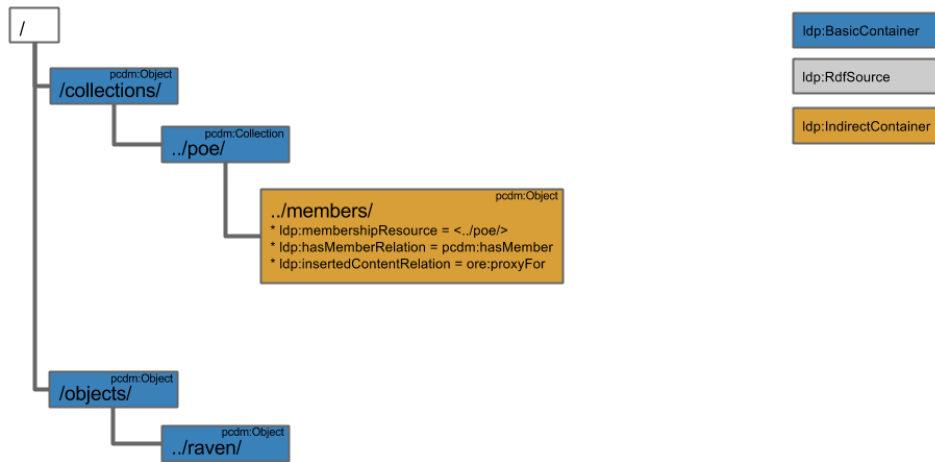 /
pcdm:Object
/collections/
pcdm:Collection
../poe/
pcdm:Object
../members/
* ldp:membershipResource = <../poe/>
* ldp:hasMemberRelation = pcdm:hasMember
* ldp:insertedContentRelation = ore:proxyFor
pcdm:Object
/objects/
pcdm:Object
../raven/
ldp:BasicContainer
ldp:RdfSource
ldp:IndirectContainer